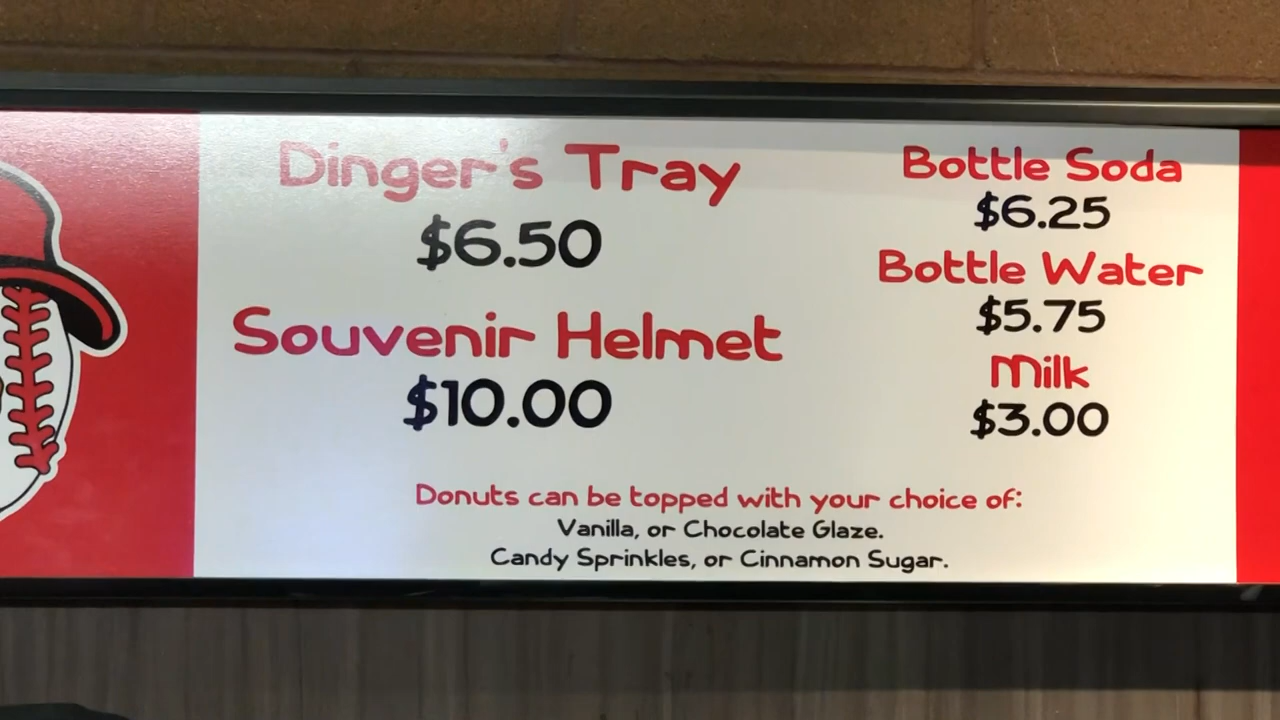 Dinger's Tray
$6.50
Souvenir Helmet
$10.00
Bottle Soda
$6.25
Bottle Water
$5.75
Milk
$3.00
Donuts can be topped with your choice of:
Vanilla, or Chocolate Glaze.
Candy Sprinkles, or Cinnamon Sugar.